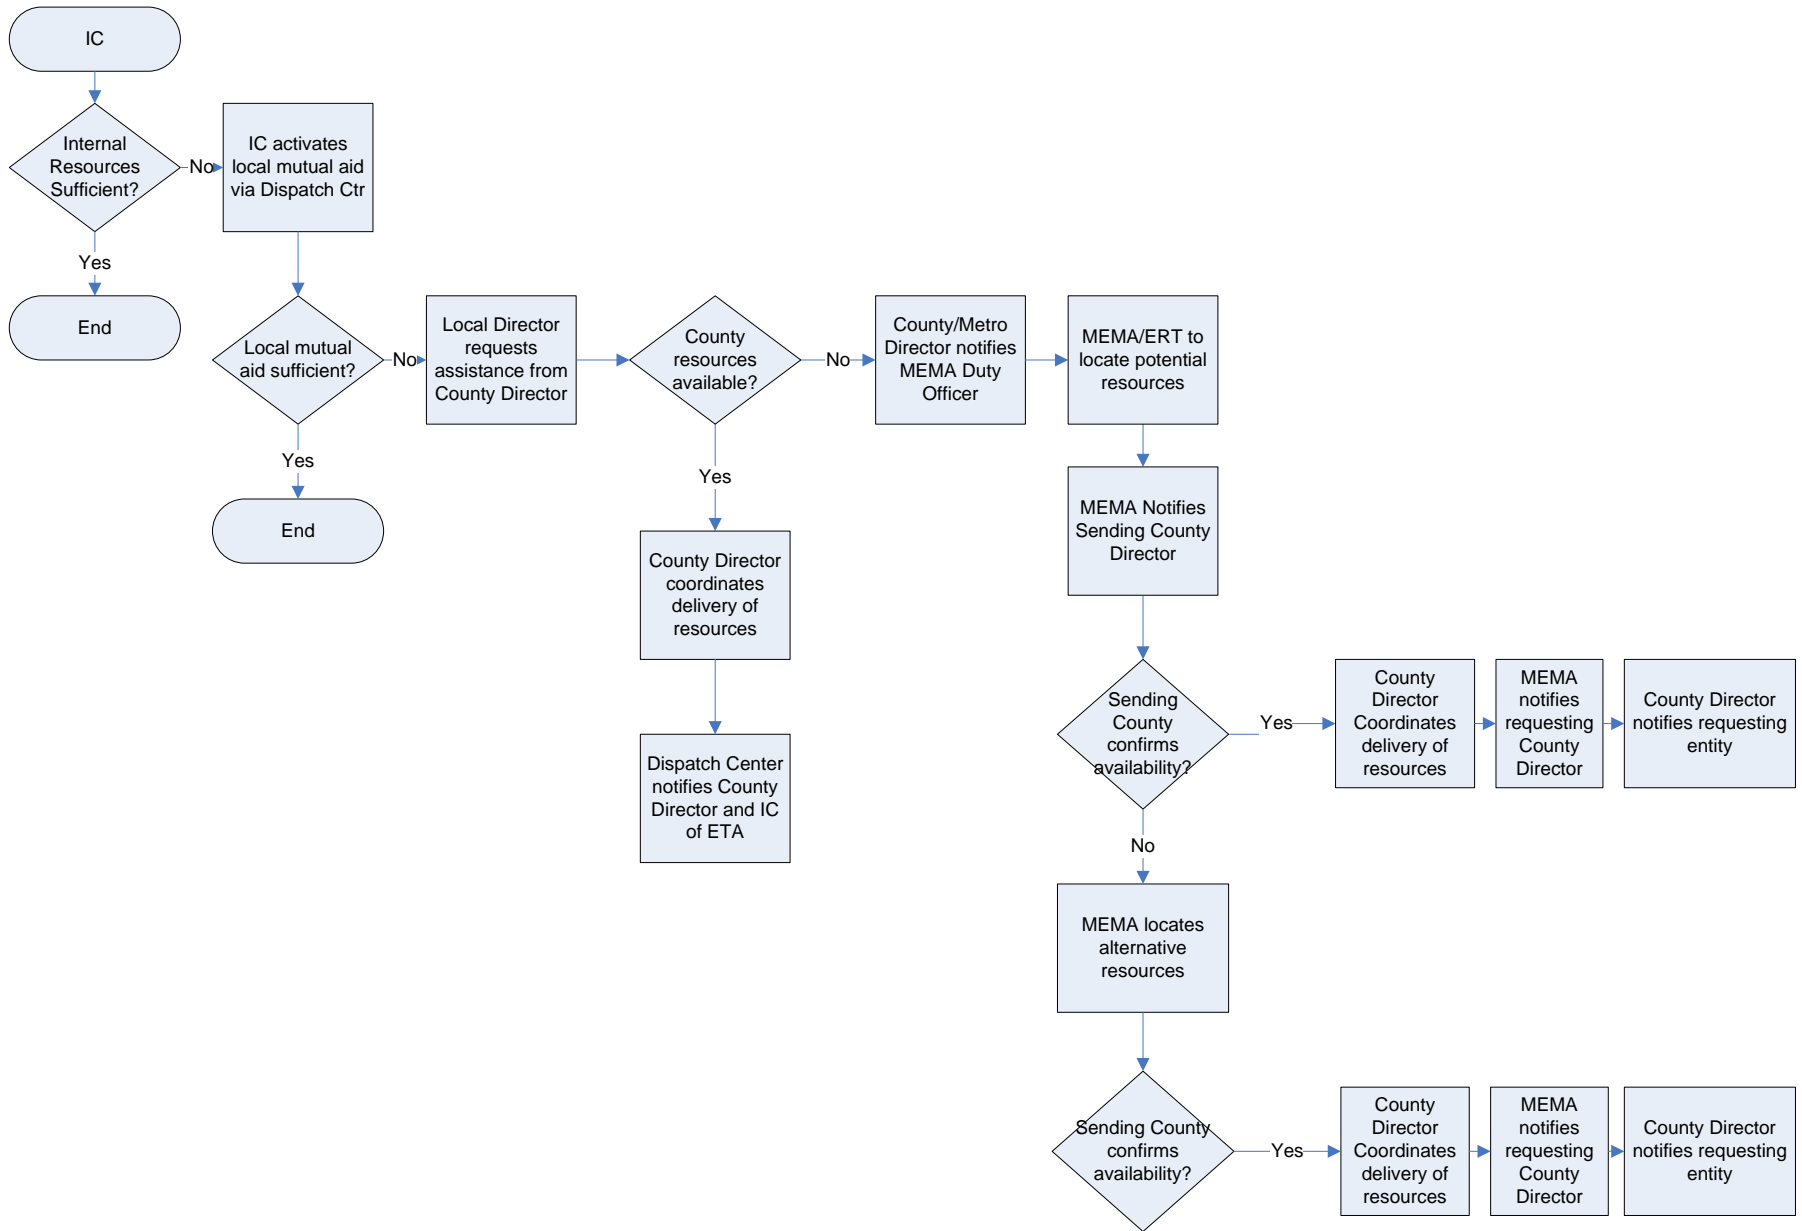 IC
Internal
Resources
Sufficient?
No
IC activates
local mutual aid
via Dispatch Ctr
Yes
End
Local mutual
aid sufficient?
No
Local Director
requests
assistance from
County Director
County
resources
available?
No
County/Metro
Director notifies
MEMA Duty
Officer
MEMA/ERT to
locate potential
resources
Yes
End
Yes
County Director
coordinates
delivery of
resources
Dispatch Center
notifies County
Director and IC
of ETA
MEMA Notifies
Sending County
Director
Sending
County
confirms
availability?
Yes
County
Director
Coordinates
delivery of
resources
MEMA
notifies
requesting
County
Director
County Director
notifies requesting
entity
No
MEMA locates
alternative
resources
Sending County
confirms
availability?
Yes
County
Director
Coordinates
delivery of
resources
MEMA
notifies
requesting
County
Director
County Director
notifies requesting
entity